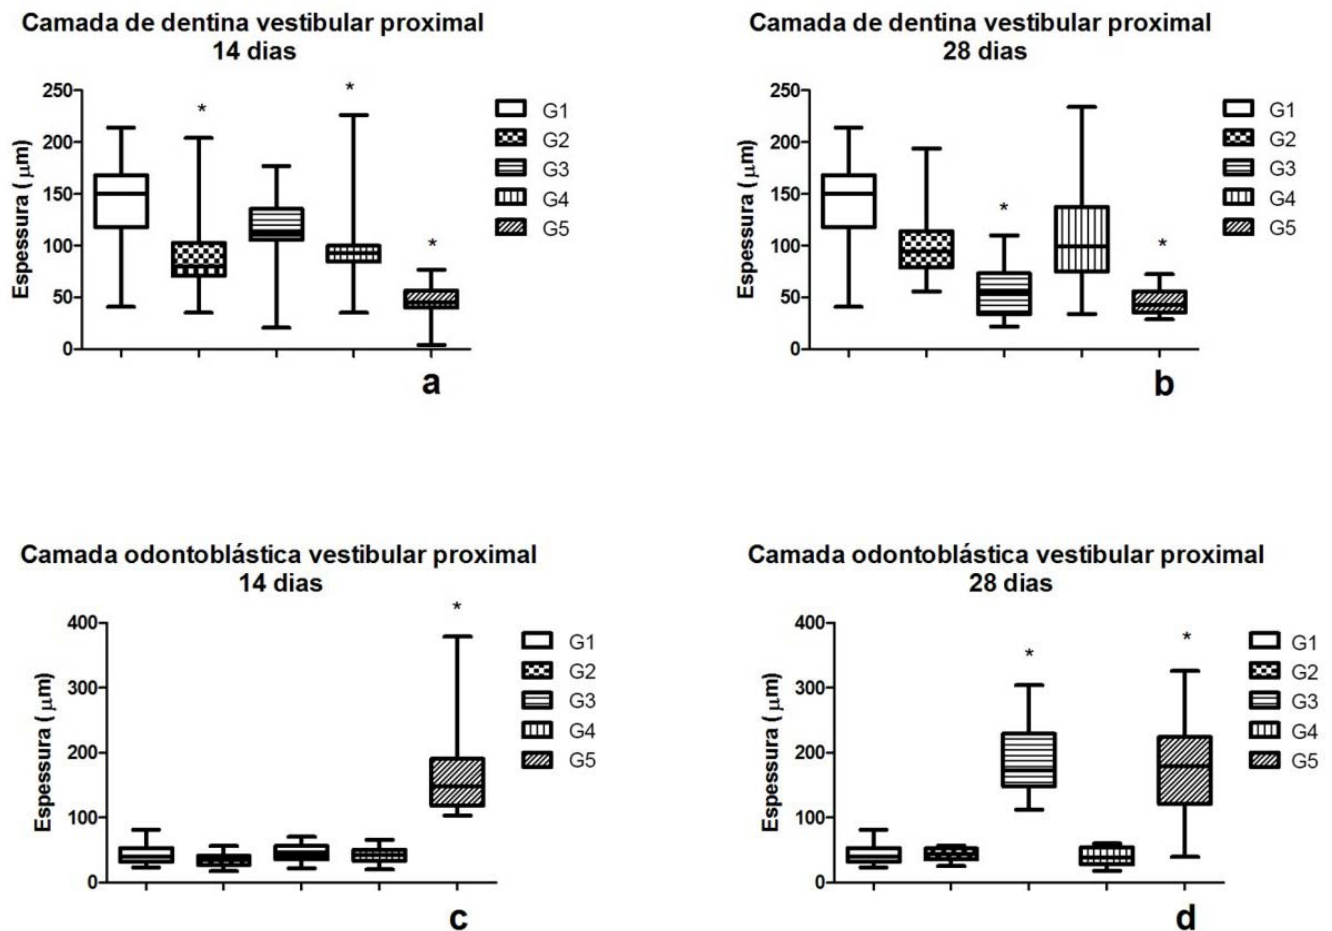 Camada de dentina vestibular proximal
14 dias
Espessura (μm)
250
200
150
100
50
0
*
*
*
G1
G2
G3
G4
G5
a
Camada de dentina vestibular proximal
28 dias
Espessura (μm)
250
200
150
100
50
0
*
*
G1
G2
G3
G4
G5
b
Camada odontoblástica vestibular proximal
14 dias
Espessura (μm)
400
300
200
100
0
*
G1
G2
G3
G4
G5
c
Camada odontoblástica vestibular proximal
28 dias
Espessura (μm)
400
300
200
100
0
*
*
G1
G2
G3
G4
G5
d